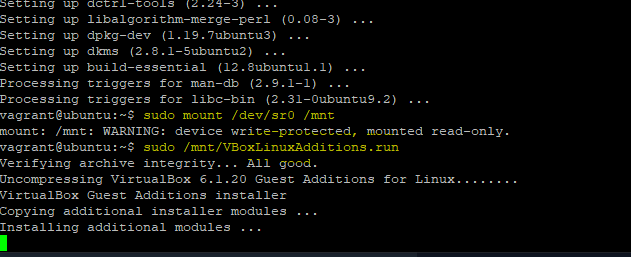 Setting up dctrl-tools (2.24-3) ...
Setting up libalgorithm-merge-perl (0.08-3) ...
Setting up dpkg-dev (1.19.7ubuntu3) ...
Setting up dkms (2.8.1-5ubuntu2) ...
Setting up build-essential (12.8ubuntu1.1) ...
Processing triggers for man-db (2.9.1-1) ...
Processing triggers for libc-bin (2.31-0ubuntu9.2) ...
vagrant@ubuntu:~$ sudo mount /dev/sr0 /mnt
mount: /mnt: WARNING: device write-protected, mounted read-only.
vagrant@ubuntu:~$ sudo /mnt/VBoxLinuxAdditions.run
Verifying archive integrity... All good.
Uncompressing VirtualBox 6.1.20 Guest Additions for Linux........
VirtualBox Guest Additions installer
Copying additional installer modules ...
Installing additional modules ...